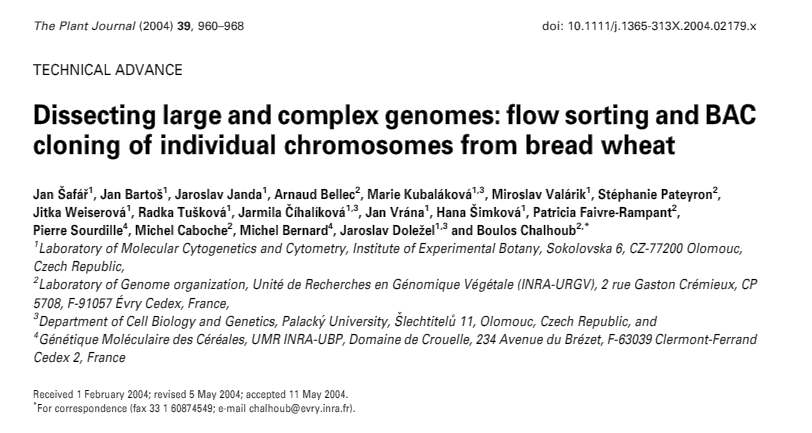 The Plant Journal (2004) 39, 960–968 doi: 10.1111/j.1365-313X.2004.02179.x
TECHNICAL ADVANCE
Dissecting large and complex genomes: flow sorting and BAC
cloning of individual chromosomes from bread wheat
Jan Šafář1, Jan Bartoš1, Jaroslav Janda1, Arnaud Bellec2, Marie Kubaláková1,3, Miroslav Valárik1, Stéphanie Pateyron2,
Jitka Weiserová1, Radka Tušková1, Jarmila Číhalíková1,3, Jan Vrána1, Hana Šimková1, Patricia Faivre-Rampant2,
Pierre Sourdille4, Michel Caboche2, Michel Bernard4, Jaroslav Doležel1,3 and Boulos Chalhoub2,*
1Laboratory of Molecular Cytogenetics and Cytometry, Institute of Experimental Botany, Sokolovska 6, CZ-77200 Olomouc,
Czech Republic,
2Laboratory of Genome organization, Unité de Recherches en Génomique Végétale (INRA-URGV), 2 rue Gaston Crémieux, CP
5708, F-91057 Évry Cedex, France,
3Department of Cell Biology and Genetics, Palacký University, Šlechtitelů 11, Olomouc, Czech Republic, and
4Génétique Moléculaire des Céréales, UMR INRA-UBP, Domaine de Crouelle, 234 Avenue du Brézet, F-63039 Clermont-Ferrand
Cedex 2, France
Received 1 February 2004; revised 5 May 2004; accepted 11 May 2004.
*For correspondence (fax 33 1 60874549; e-mail chalhoub@evry.inra.fr).